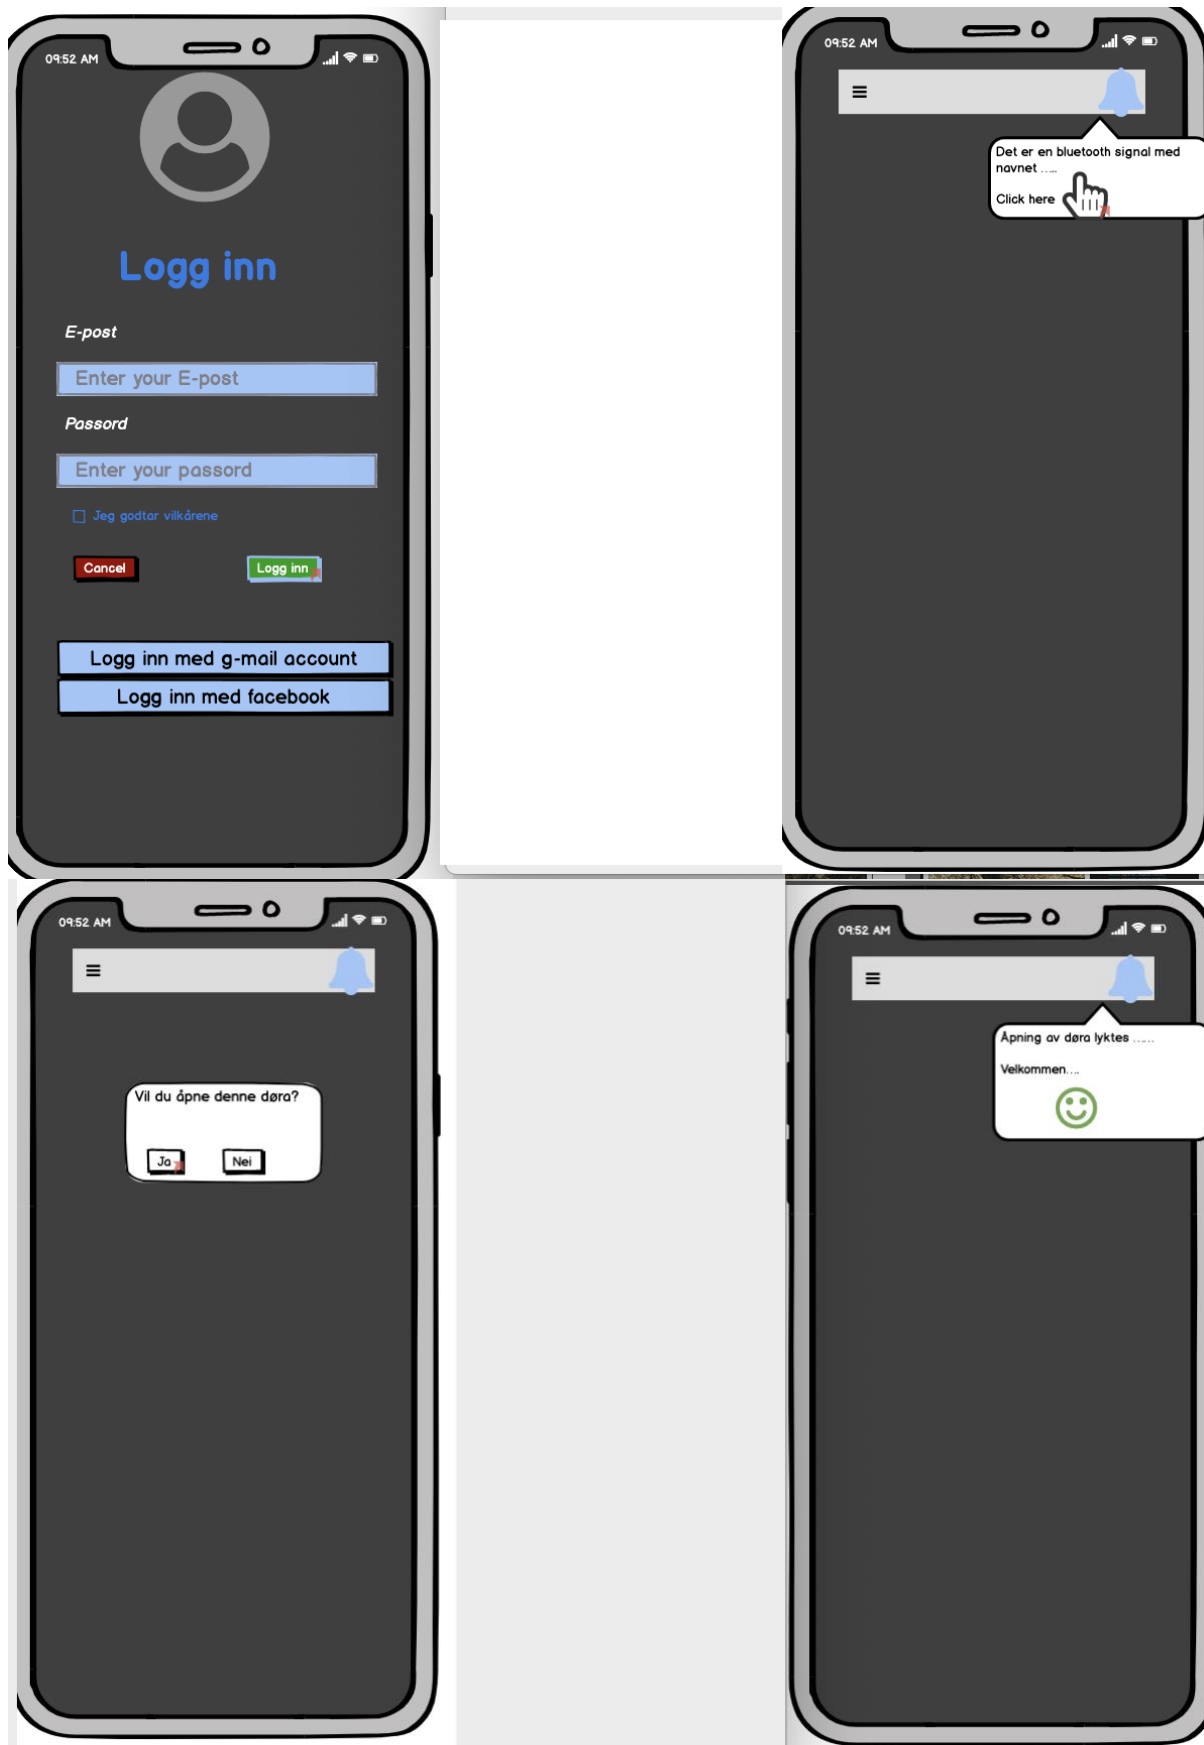 09:52 AM
Logg inn
E-post
Enter your E-post
Passord
Enter your passord
Jeg godtar vilkårene
Cancel
Logg inn
Logg inn med g-mail account
Logg inn med facebook
09:52 AM
Det er en bluetooth signal med
navnet .....
Click here
09:52 AM
Vil du åpne denne døra?
Ja
Nei
09:52 AM
Åpning av døra lyktes ......
Velkommen....